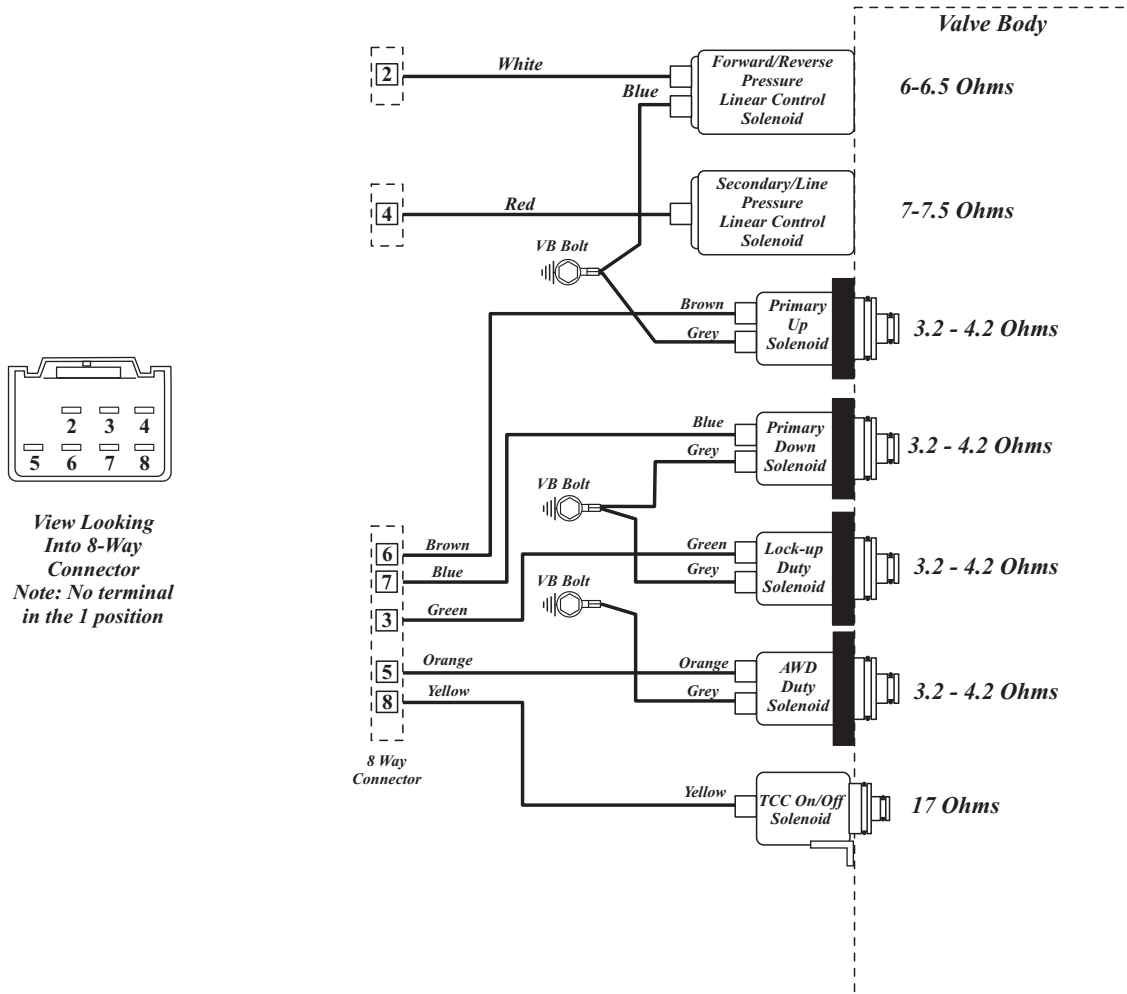 Valve Body
2
White
Blue
Forward/Reverse
Pressure
Linear Control
Solenoid
6-6.5 Ohms
4
Red
Secondary/Line
Pressure
Linear Control
Solenoid
7-7.5 Ohms
VB Bolt
Brown
Grey
Primary
Up
Solenoid
3.2 - 4.2 Ohms
2 3 4
5 6 7 8
View Looking
Into 8-Way
Connector
Note: No terminal
in the 1 position
Blue
Grey
Primary
Down
Solenoid
3.2 - 4.2 Ohms
VB Bolt
6
Brown
7
Blue
3
Green
Green
Grey
Lock-up
Duty
Solenoid
3.2 - 4.2 Ohms
VB Bolt
5
Orange
8
Yellow
8 Way
Connector
Orange
Grey
AWD
Duty
Solenoid
3.2 - 4.2 Ohms
Yellow
TCC On/Off
Solenoid
17 Ohms